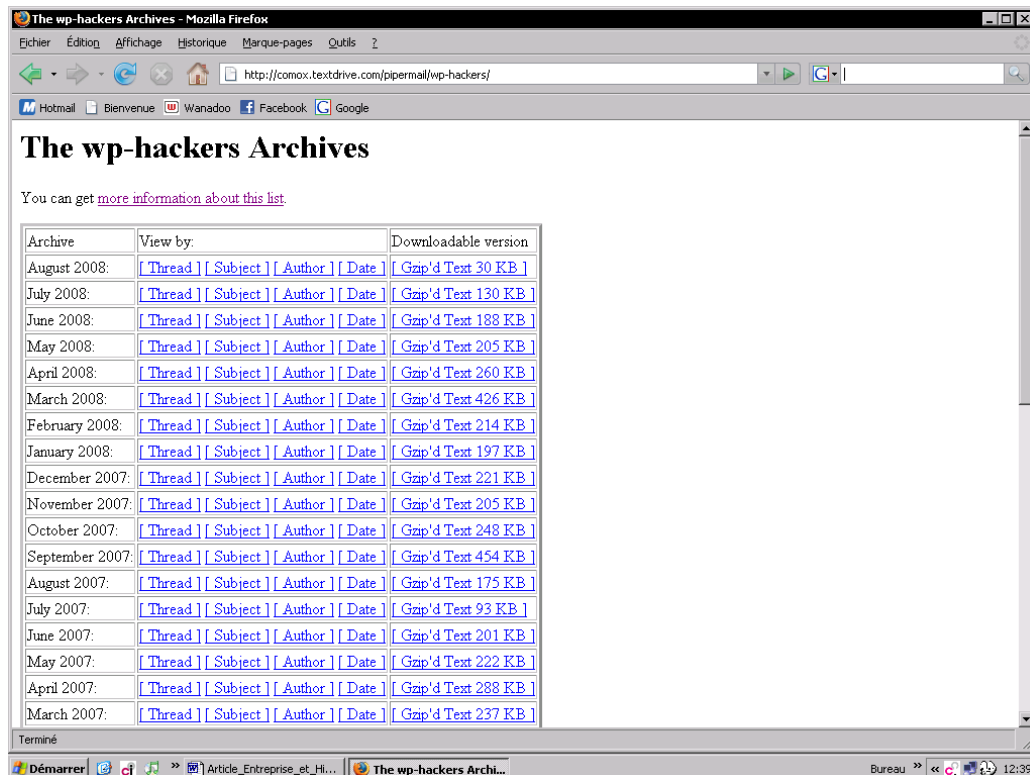 The wp-hackers Archives - Mozilla Firefox
Fichier Édition Affichage Historique Marque-pages Outils ?
http://comox.textdrive.com/pipermail/wp-hackers/
G
Hotmail Bienvenue Wanadoo Facebook Google
The wp-hackers Archives
You can get more information about this list.
Archive View by: Downloadable version
August 2008: [ Thread ] [ Subject ] [ Author ] [ Date ] [ Gzip'd Text 30 KB ]
July 2008: [ Thread ] [ Subject ] [ Author ] [ Date ] [ Gzip'd Text 130 KB ]
June 2008: [ Thread ] [ Subject ] [ Author ] [ Date ] [ Gzip'd Text 188 KB ]
May 2008: [ Thread ] [ Subject ] [ Author ] [ Date ] [ Gzip'd Text 205 KB ]
April 2008: [ Thread ] [ Subject ] [ Author ] [ Date ] [ Gzip'd Text 260 KB ]
March 2008: [ Thread ] [ Subject ] [ Author ] [ Date ] [ Gzip'd Text 426 KB ]
February 2008: [ Thread ] [ Subject ] [ Author ] [ Date ] [ Gzip'd Text 214 KB ]
January 2008: [ Thread ] [ Subject ] [ Author ] [ Date ] [ Gzip'd Text 197 KB ]
December 2007: [ Thread ] [ Subject ] [ Author ] [ Date ] [ Gzip'd Text 221 KB ]
November 2007: [ Thread ] [ Subject ] [ Author ] [ Date ] [ Gzip'd Text 205 KB ]
October 2007: [ Thread ] [ Subject ] [ Author ] [ Date ] [ Gzip'd Text 248 KB ]
September 2007: [ Thread ] [ Subject ] [ Author ] [ Date ] [ Gzip'd Text 454 KB ]
August 2007: [ Thread ] [ Subject ] [ Author ] [ Date ] [ Gzip'd Text 175 KB ]
July 2007: [ Thread ] [ Subject ] [ Author ] [ Date ] [ Gzip'd Text 93 KB ]
June 2007: [ Thread ] [ Subject ] [ Author ] [ Date ] [ Gzip'd Text 201 KB ]
May 2007: [ Thread ] [ Subject ] [ Author ] [ Date ] [ Gzip'd Text 222 KB ]
April 2007: [ Thread ] [ Subject ] [ Author ] [ Date ] [ Gzip'd Text 288 KB ]
March 2007: [ Thread ] [ Subject ] [ Author ] [ Date ] [ Gzip'd Text 237 KB ]
Terminé
Démarrer ci » Article_Entreprise_et_Hi... The wp-hackers Archi... Bureau » « 12:39